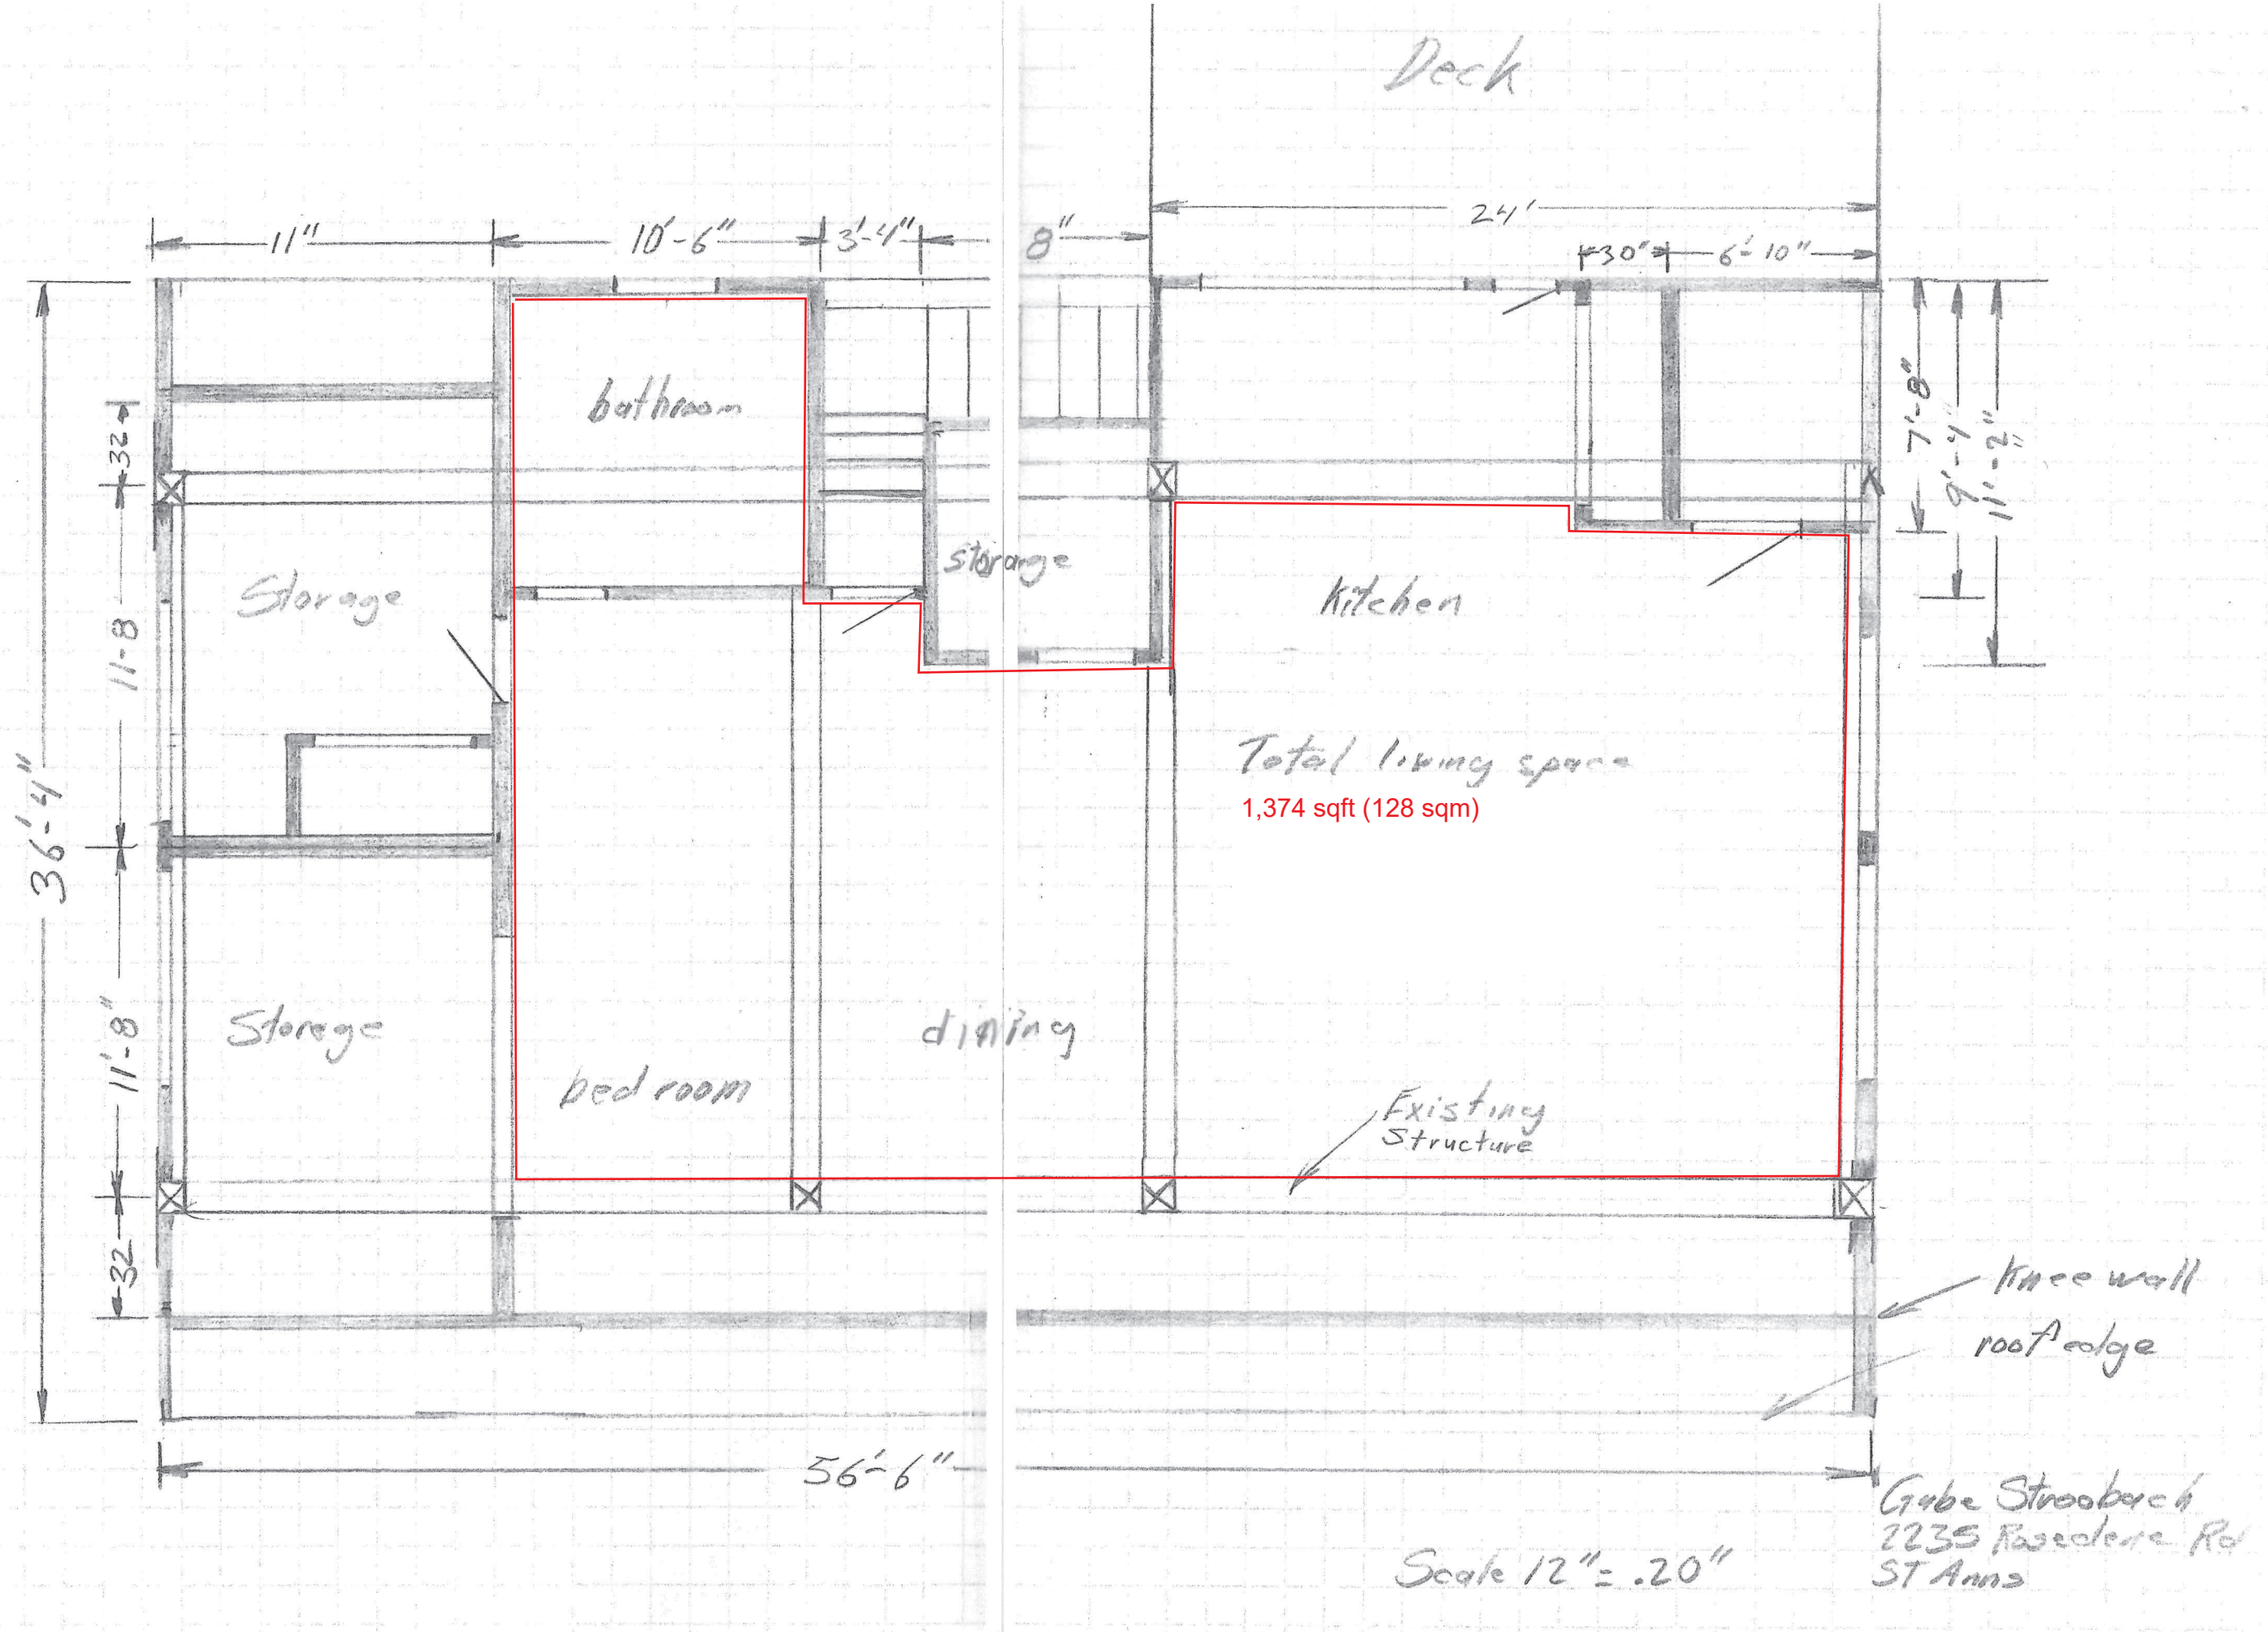 Deck
24'
11"
10'-6"
3'-4"
8"
30"
6'-10"
bathroom
32
7'-8"
9'-4"
11'-2"
storage
Storage
Kitchen
11-8
Total living space
1,374 sqft (128 sqm)
36'-4"
Storage
dining
11'-8"
bedroom
Existing
Structure
32
Knee wall
roof edge
56'-6"
Gabe Stroobach
2235 Rosedene Rd
ST Anns
Scale 12" = .20"